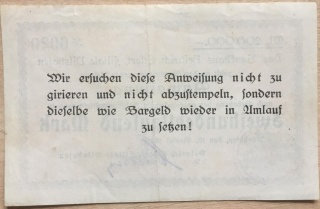 Wir ersuchen diese Anweisung nicht zu
girieren und nicht abzustempeln, sondern
dieselbe wie Bargeld wieder in Umlauf
zu setzen!